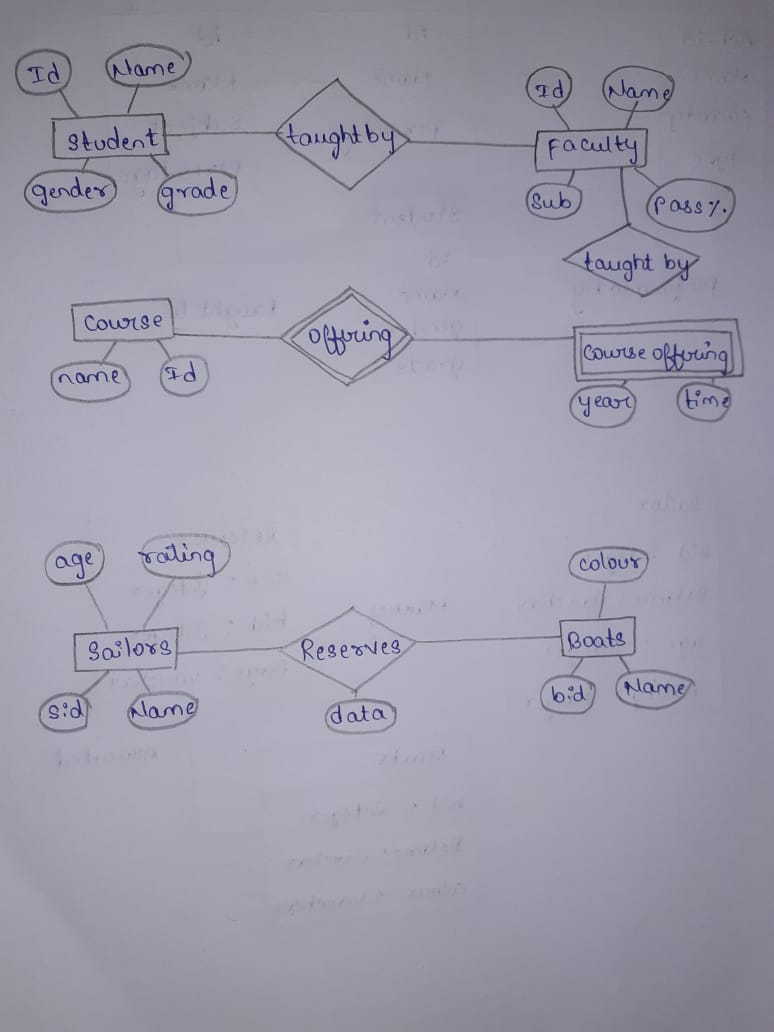 Id Name
Id Name
Student taught by Faculty
gender grade
Sub Pass %.
taught by
Course Offering Course offering
name Id
year time
age rating
colour
Sailors Reserves Boats
Sid Name data bid Name